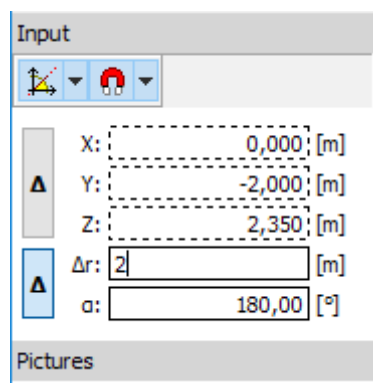 Input
X: 0,000 [m]
Δ Y: -2,000 [m]
Z: 2,350 [m]
Δr: 2 [m]
Δ
α: 180,00 [°]
Pictures